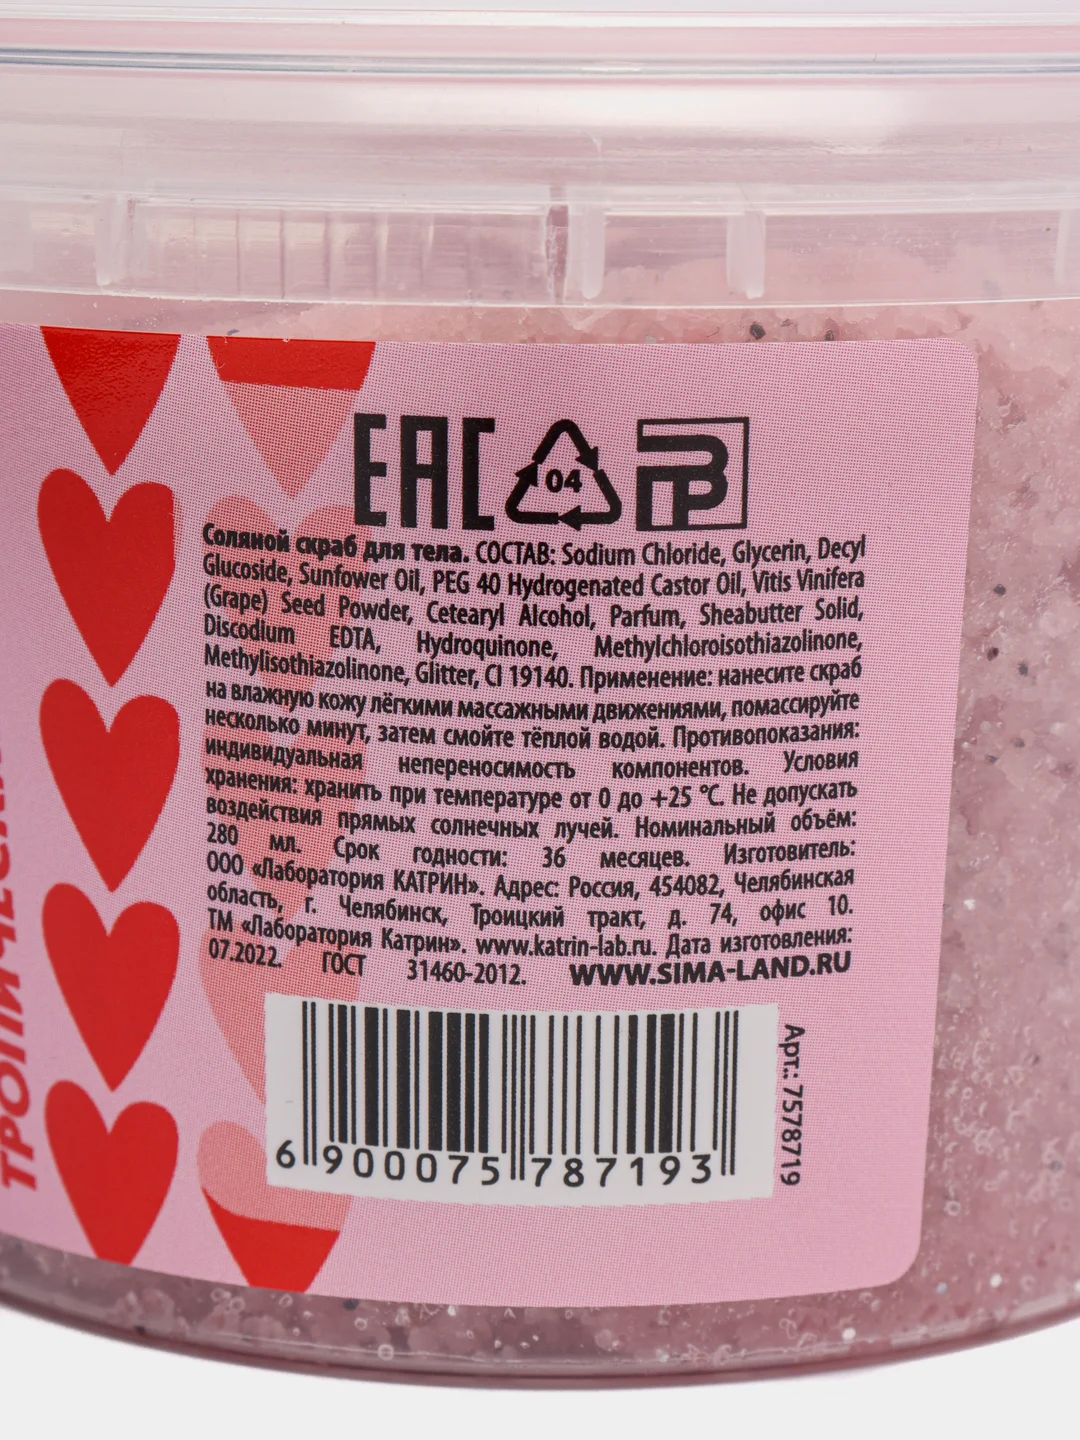 ЕАС 04 РВ
Соляной скраб для тела. СОСТАВ: Sodium Chloride, Glycerin, Decyl
Glucoside, Sunfower Oil, PEG 40 Hydrogenated Castor Oil, Vitis Vinifera
(Grape) Seed Powder, Cetearyl Alcohol, Parfum, Sheabutter Solid,
Discodium EDTA, Hydroquinone, Methylchloroisothiazolinone,
Methylisothiazolinone, Glitter, CI 19140. Применение: нанесите скраб
на влажную кожу лёгкими массажными движениями, помассируйте
несколько минут, затем смойте тёплой водой. Противопоказания:
индивидуальная непереносимость компонентов. Условия
хранения: хранить при температуре от 0 до +25 °С. Не допускать
воздействия прямых солнечных лучей. Номинальный объём:
280 мл. Срок годности: 36 месяцев. Изготовитель:
ООО «Лаборатория КАТРИН». Адрес: Россия, 454082, Челябинская
область, г. Челябинск, Троицкий тракт, д. 74, офис 10.
ТМ «Лаборатория Катрин». www.katrin-lab.ru. Дата изготовления:
07.2022. ГОСТ 31460-2012. WWW.SIMA-LAND.RU
6 900075 787193
Арт.: 7578719